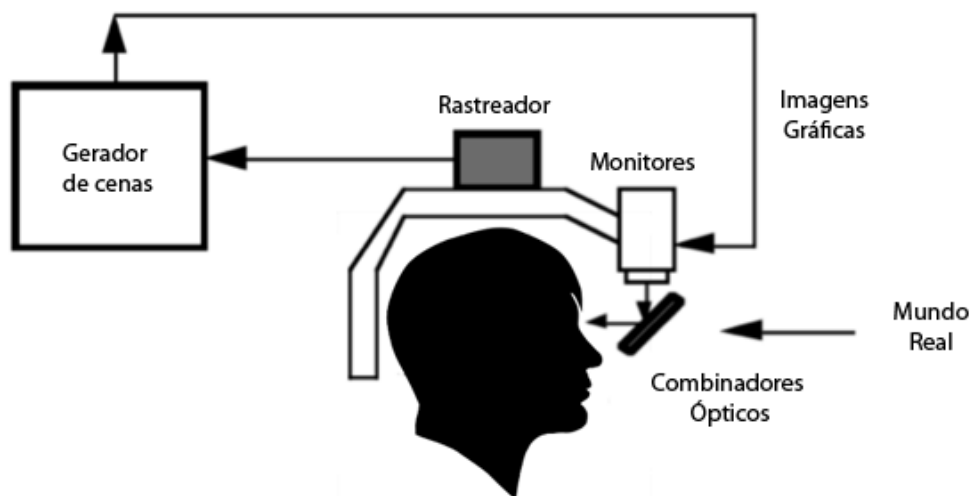 Rastreador
Imagens
Gráficas
Gerador
de cenas
Monitores
Mundo
Real
Combinadores
Ópticos